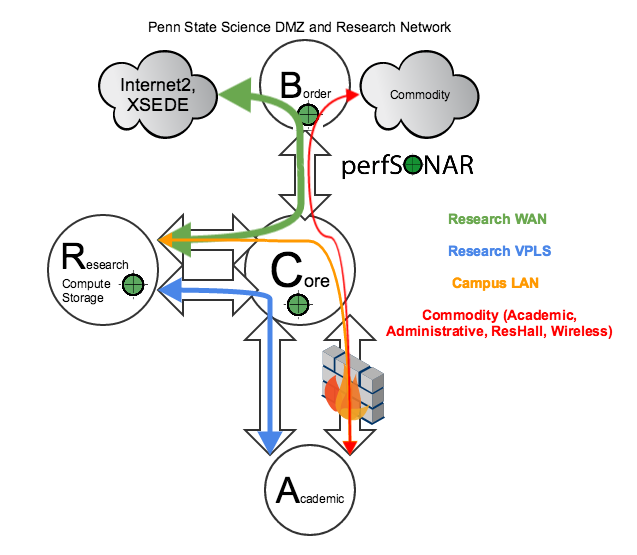 Penn State Science DMZ and Research Network
Internet2,
XSEDE
Border
Commodity
perfSONAR
Research WAN
Research
Compute
Storage
Core
Research VPLS
Campus LAN
Commodity (Academic,
Administrative, ResHall, Wireless)
Academic